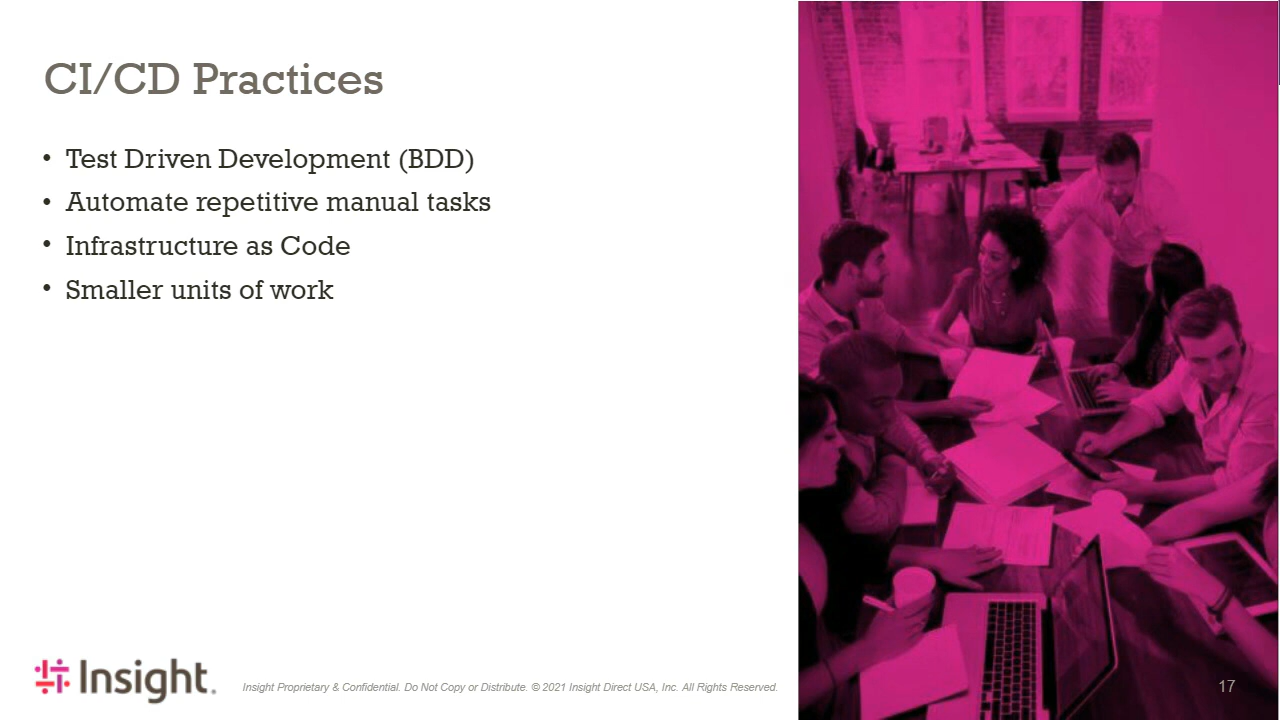 CI/CD Practices
• Test Driven Development (BDD)
• Automate repetitive manual tasks
• Infrastructure as Code
• Smaller units of work
Insight.
Insight Proprietary & Confidential. Do Not Copy or Distribute. © 2021 Insight Direct USA, Inc. All Rights Reserved.
17